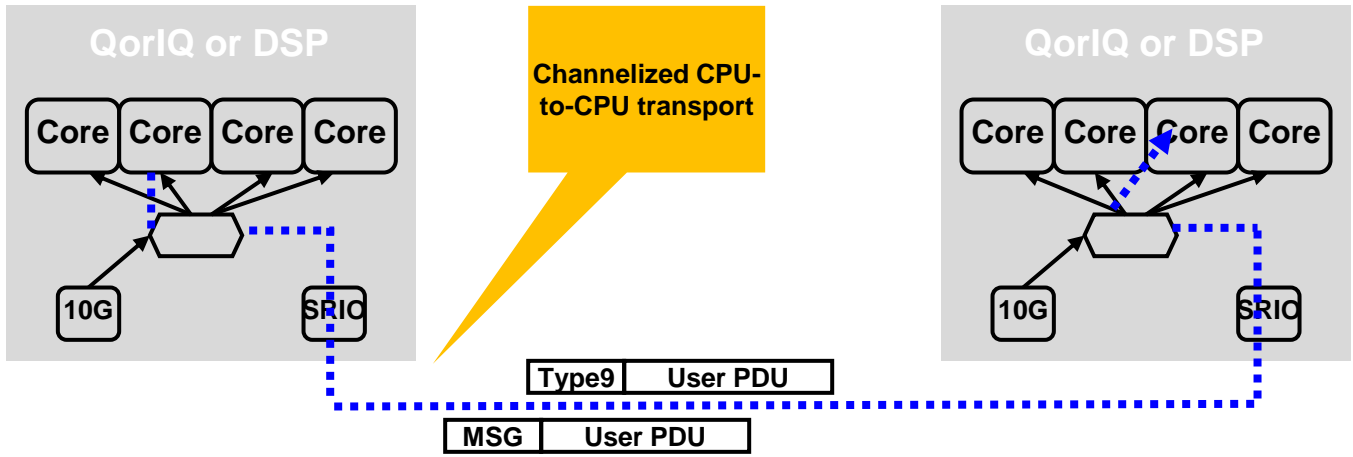 QorIQ or DSP
Channelized CPU-
to-CPU transport
QorIQ or DSP
Core Core Core Core
Core Core Core Core
10G SRIO
10G SRIO
Type9 User PDU
MSG User PDU